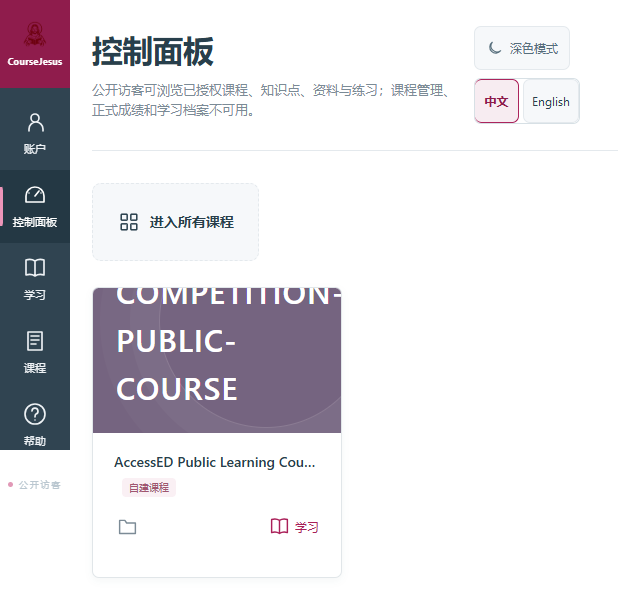 CourseJesus
账户
控制面板
学习
课程
帮助
公开访客
控制面板
公开访客可浏览已授权课程、知识点、资料与练习；课程管理、
正式成绩和学习档案不可用。
深色模式
中文
English
进入所有课程
COMPETITION-
PUBLIC-
COURSE
AccessED Public Learning Cou...
自建课程
学习